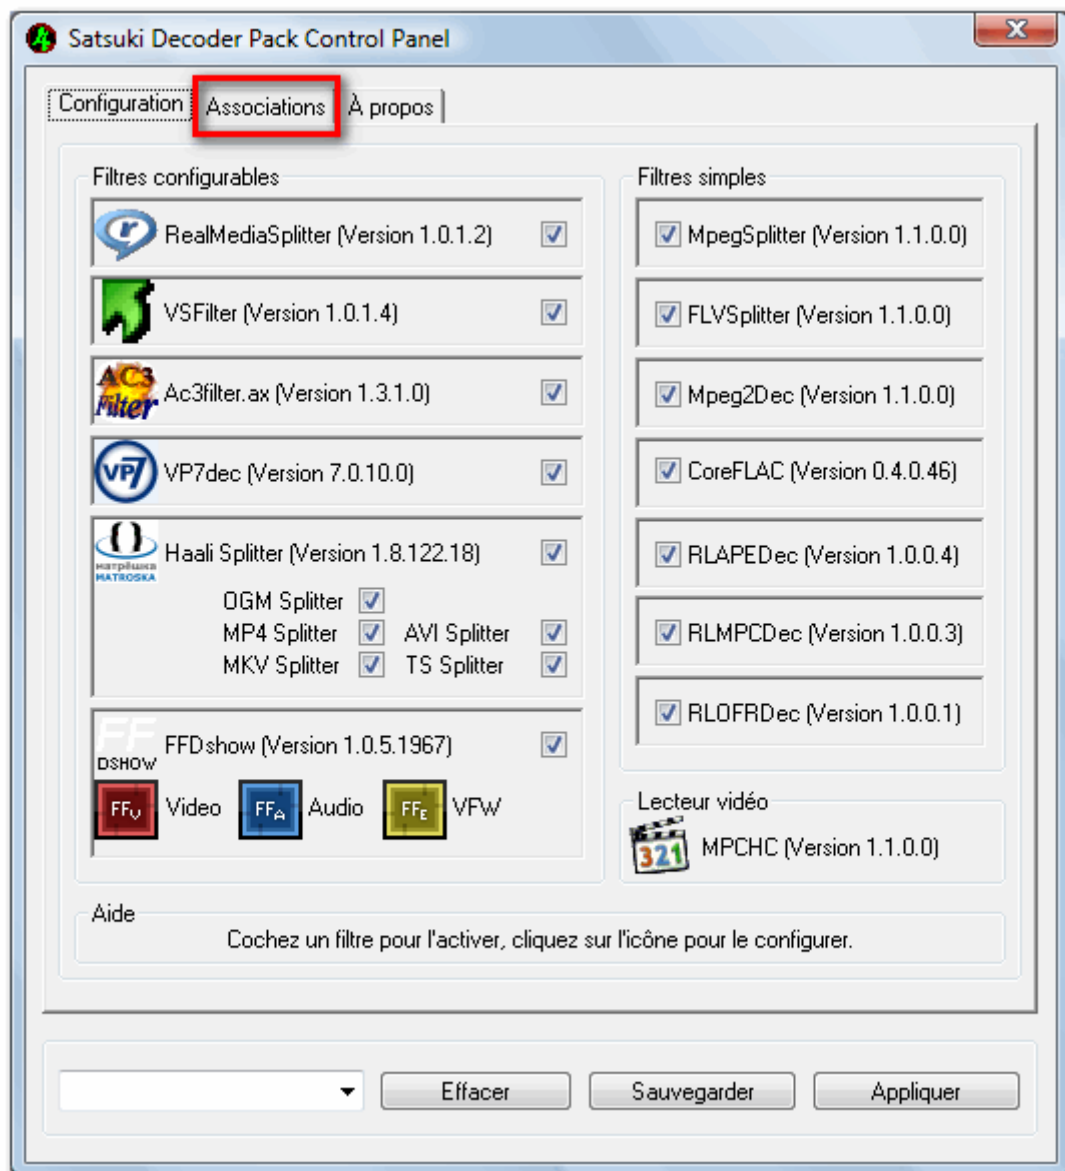 Satsuki Decoder Pack Control Panel
Configuration Associations À propos
Filtres configurables
RealMediaSplitter (Version 1.0.1.2)
VSFilter (Version 1.0.1.4)
AC3 Filter
Ac3filter.ax (Version 1.3.1.0)
VP7
VP7dec (Version 7.0.10.0)
матрёшка
MATROSKA
Haali Splitter (Version 1.8.122.18)
OGM Splitter
MP4 Splitter AVI Splitter
MKV Splitter TS Splitter
FF
DSHOW
FFDshow (Version 1.0.5.1967)
FFV Video FFA Audio FFE VFW
Filtres simples
MpegSplitter (Version 1.1.0.0)
FLVSplitter (Version 1.1.0.0)
Mpeg2Dec (Version 1.1.0.0)
CoreFLAC (Version 0.4.0.46)
RLAPEDec (Version 1.0.0.4)
RLMPCDec (Version 1.0.0.3)
RLOFRDec (Version 1.0.0.1)
Lecteur vidéo
321
MPCHC (Version 1.1.0.0)
Aide
Cochez un filtre pour l'activer, cliquez sur l'icône pour le configurer.
Effacer Sauvegarder Appliquer